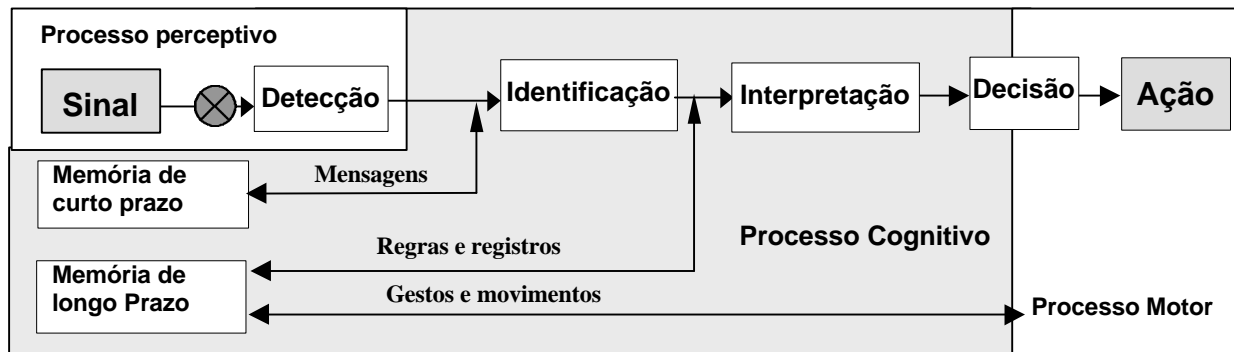 Processo perceptivo
Sinal
Detecção
Identificação
Interpretação
Decisão
Ação
Memória de
curto prazo
Mensagens
Regras e registros
Processo Cognitivo
Memória de
longo Prazo
Gestos e movimentos
Processo Motor